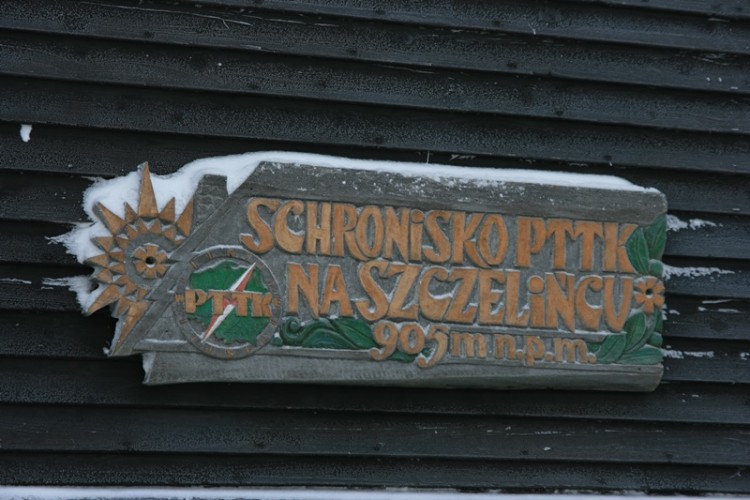 SCHRONiSKO PTTK
NA SZCZELiNCU
905 m n.p.m.
PTTK